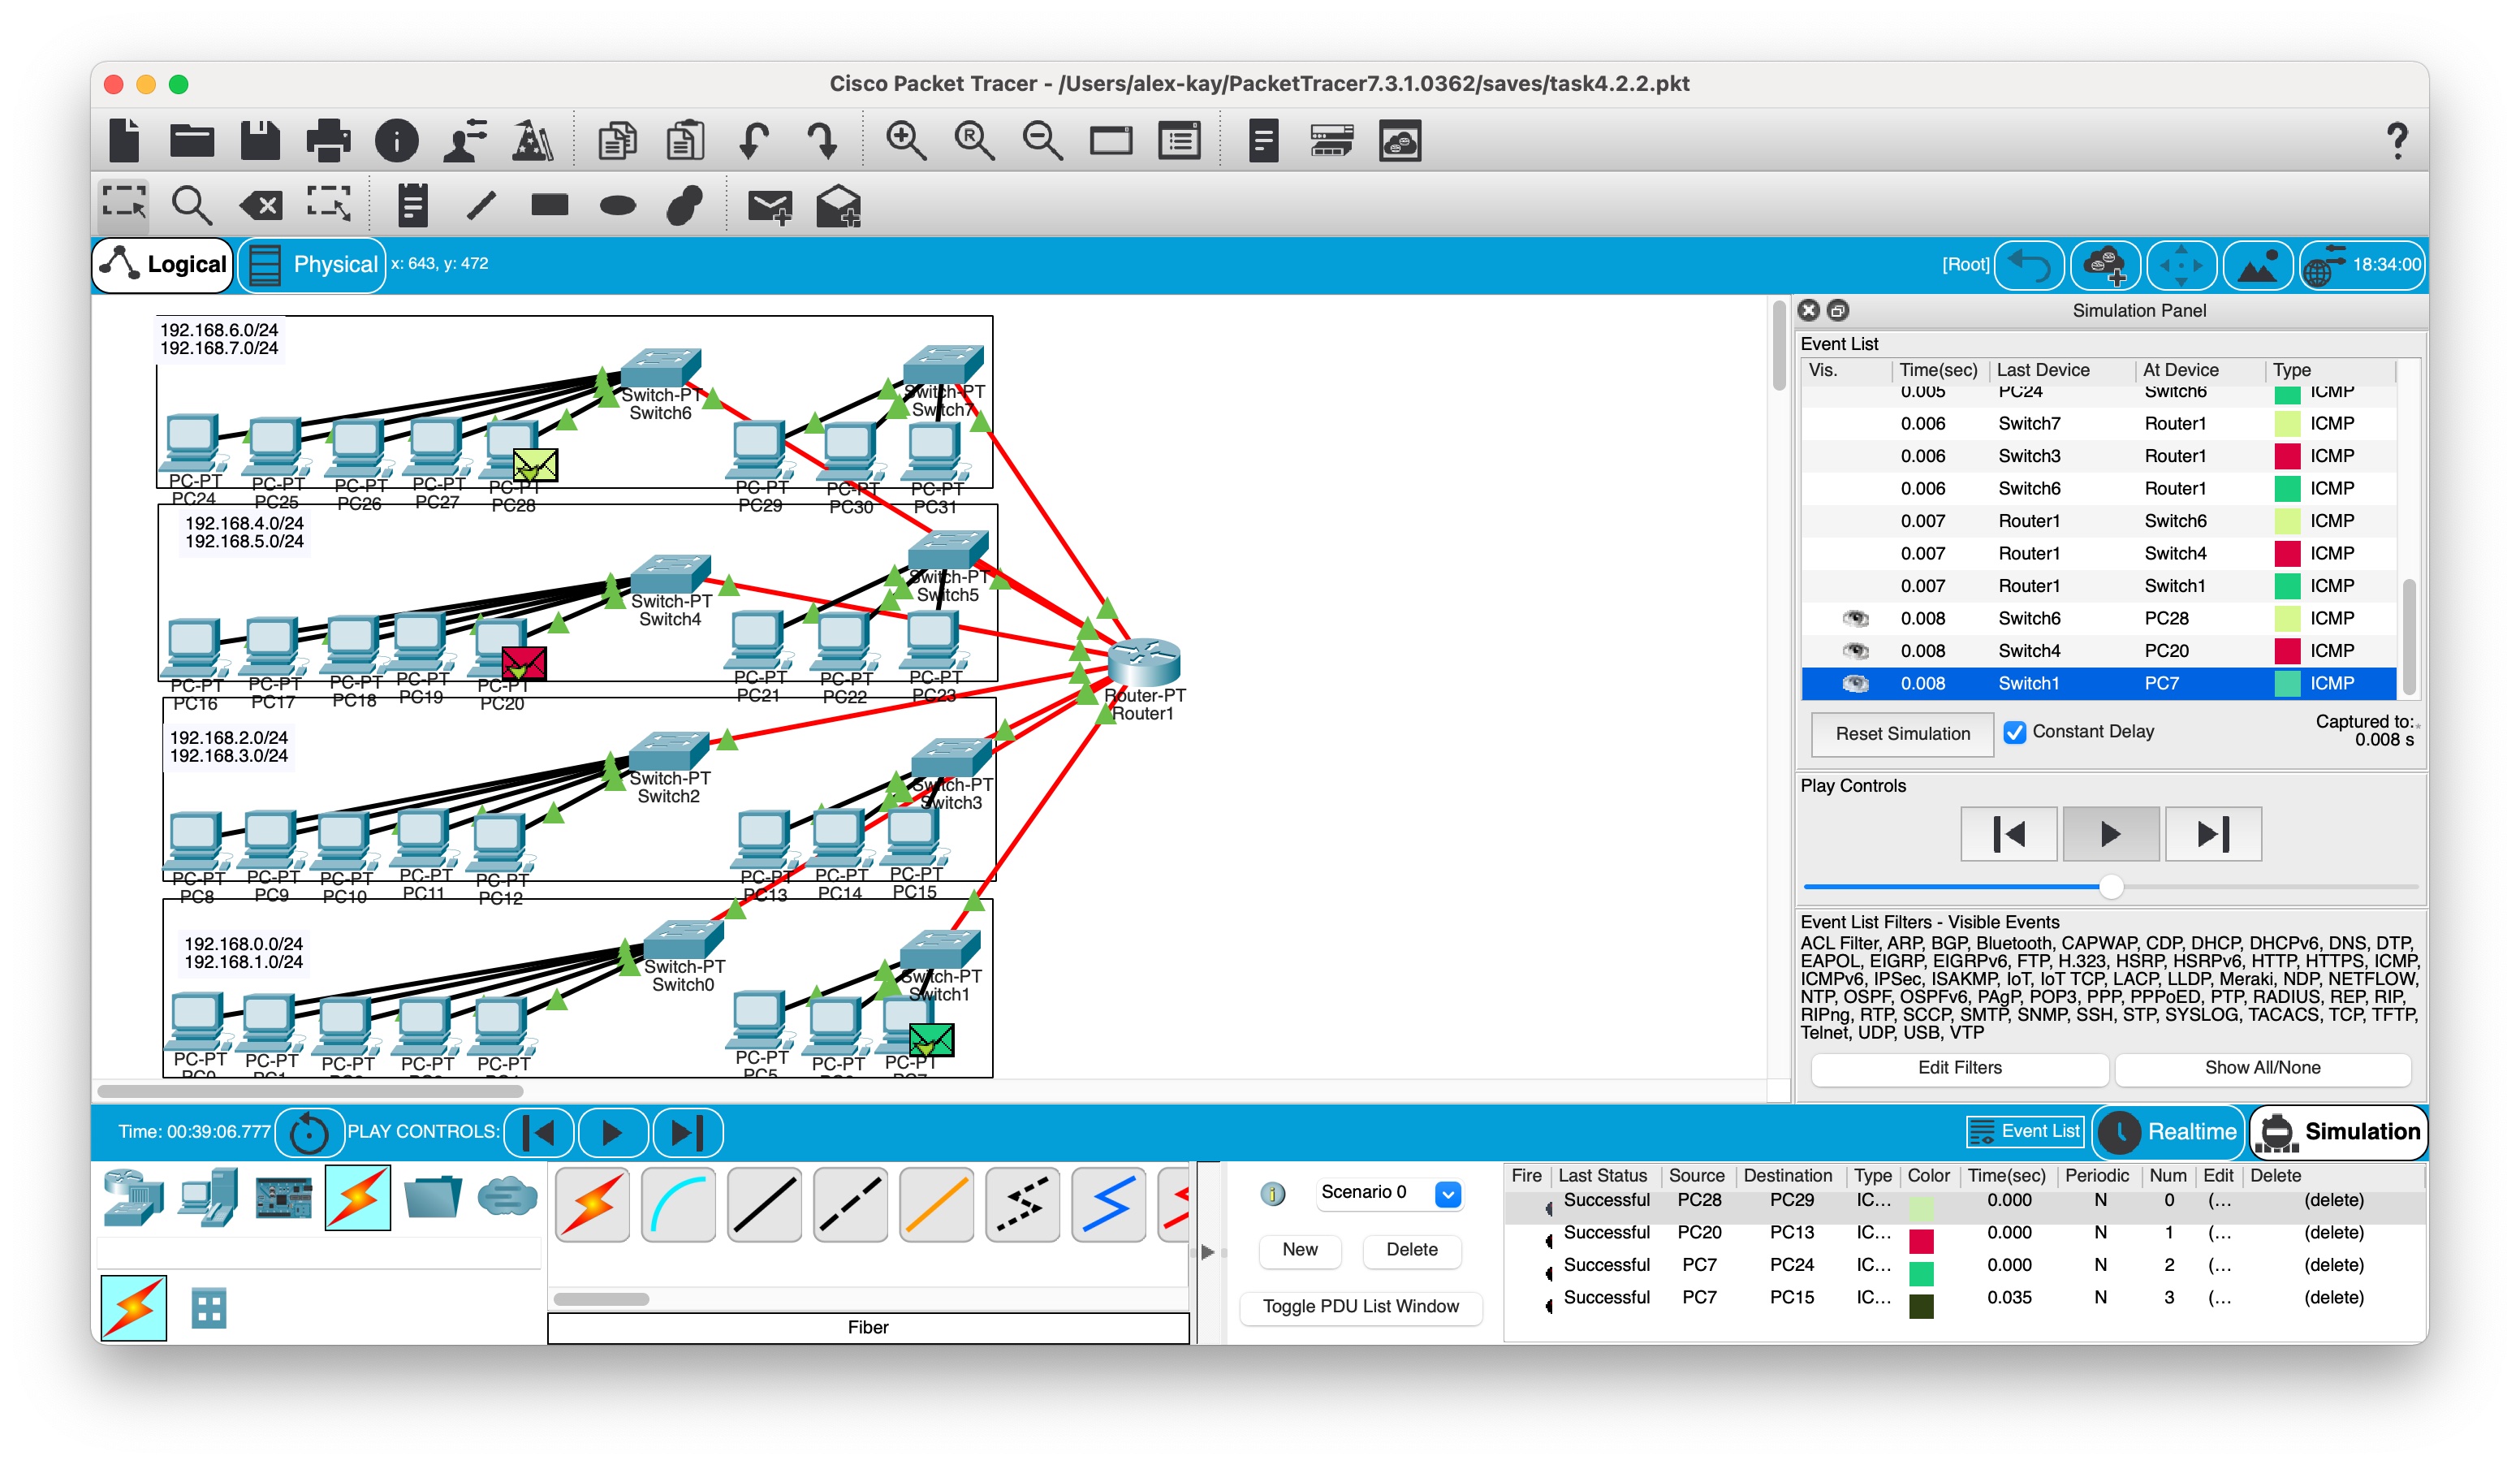 Cisco Packet Tracer - /Users/alex-kay/PacketTracer7.3.1.0362/saves/task4.2.2.pkt
Logical
Physical
x: 643, y: 472
[Root]
18:34:00
192.168.6.0/24
192.168.7.0/24
Switch-PT
Switch6
Switch-PT
Switch7
PC-PT
PC24
PC-PT
PC25
PC-PT
PC26
PC-PT
PC27
PC-PT
PC28
PC-PT
PC29
PC-PT
PC30
PC-PT
PC31
192.168.4.0/24
192.168.5.0/24
Switch-PT
Switch4
Switch-PT
Switch5
PC-PT
PC16
PC-PT
PC17
PC-PT
PC18
PC-PT
PC19
PC-PT
PC20
PC-PT
PC21
PC-PT
PC22
PC-PT
PC23
Router-PT
Router1
192.168.2.0/24
192.168.3.0/24
Switch-PT
Switch2
Switch-PT
Switch3
PC-PT
PC8
PC-PT
PC9
PC-PT
PC10
PC-PT
PC11
PC-PT
PC12
PC-PT
PC13
PC-PT
PC14
PC-PT
PC15
192.168.0.0/24
192.168.1.0/24
Switch-PT
Switch0
Switch-PT
Switch1
PC-PT
PC0
PC-PT
PC1
PC-PT
PC-PT
PC-PT
PC-PT
PC5
PC-PT
PC-PT
PC7
Simulation Panel
Event List
Vis. Time(sec) Last Device At Device Type
0.005 PC24 Switch6 ICMP
0.006 Switch7 Router1 ICMP
0.006 Switch3 Router1 ICMP
0.006 Switch6 Router1 ICMP
0.007 Router1 Switch6 ICMP
0.007 Router1 Switch4 ICMP
0.007 Router1 Switch1 ICMP
0.008 Switch6 PC28 ICMP
0.008 Switch4 PC20 ICMP
0.008 Switch1 PC7 ICMP
Reset Simulation
Constant Delay
Captured to:
0.008 s
Play Controls
Event List Filters - Visible Events
ACL Filter, ARP, BGP, Bluetooth, CAPWAP, CDP, DHCP, DHCPv6, DNS, DTP,
EAPOL, EIGRP, EIGRPv6, FTP, H.323, HSRP, HSRPv6, HTTP, HTTPS, ICMP,
ICMPv6, IPSec, ISAKMP, IoT, IoT TCP, LACP, LLDP, Meraki, NDP, NETFLOW,
NTP, OSPF, OSPFv6, PAgP, POP3, PPP, PPPoED, PTP, RADIUS, REP, RIP,
RIPng, RTP, SCCP, SMTP, SNMP, SSH, STP, SYSLOG, TACACS, TCP, TFTP,
Telnet, UDP, USB, VTP
Edit Filters
Show All/None
Time: 00:39:06.777
PLAY CONTROLS:
Event List
Realtime
Simulation
Fiber
Scenario 0
New
Delete
Toggle PDU List Window
Fire Last Status Source Destination Type Color Time(sec) Periodic Num Edit Delete
Successful PC28 PC29 IC... 0.000 N 0 (... (delete)
Successful PC20 PC13 IC... 0.000 N 1 (... (delete)
Successful PC7 PC24 IC... 0.000 N 2 (... (delete)
Successful PC7 PC15 IC... 0.035 N 3 (... (delete)